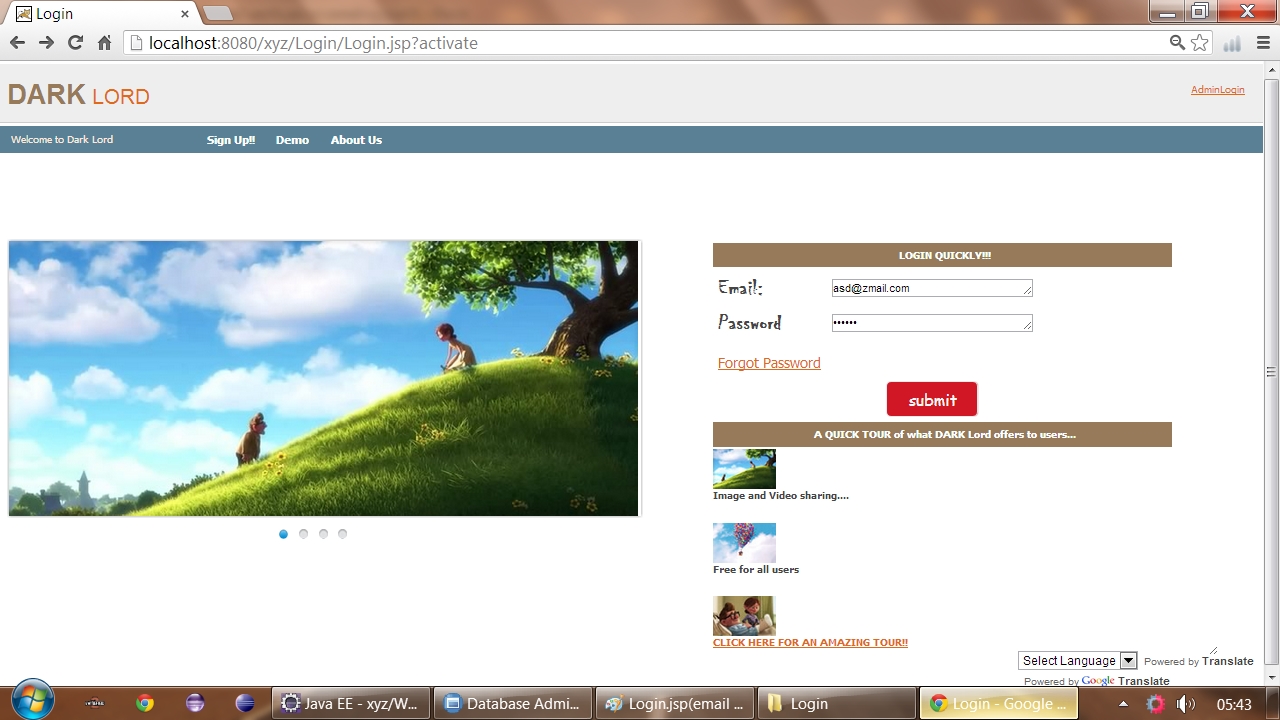 Login
localhost:8080/xyz/Login/Login.jsp?activate
DARK LORD
AdminLogin
Welcome to Dark Lord
Sign Up!!
Demo
About Us
LOGIN QUICKLY!!!
Email:
asd@zmail.com
Password
Forgot Password
submit
A QUICK TOUR of what DARK Lord offers to users...
Image and Video sharing....
Free for all users
CLICK HERE FOR AN AMAZING TOUR!!
Select Language
Powered by Translate
Powered by Google Translate
Java EE - xyz/W...
Database Admi...
Login.jsp(email ...
Login
Login - Google ...
05:43